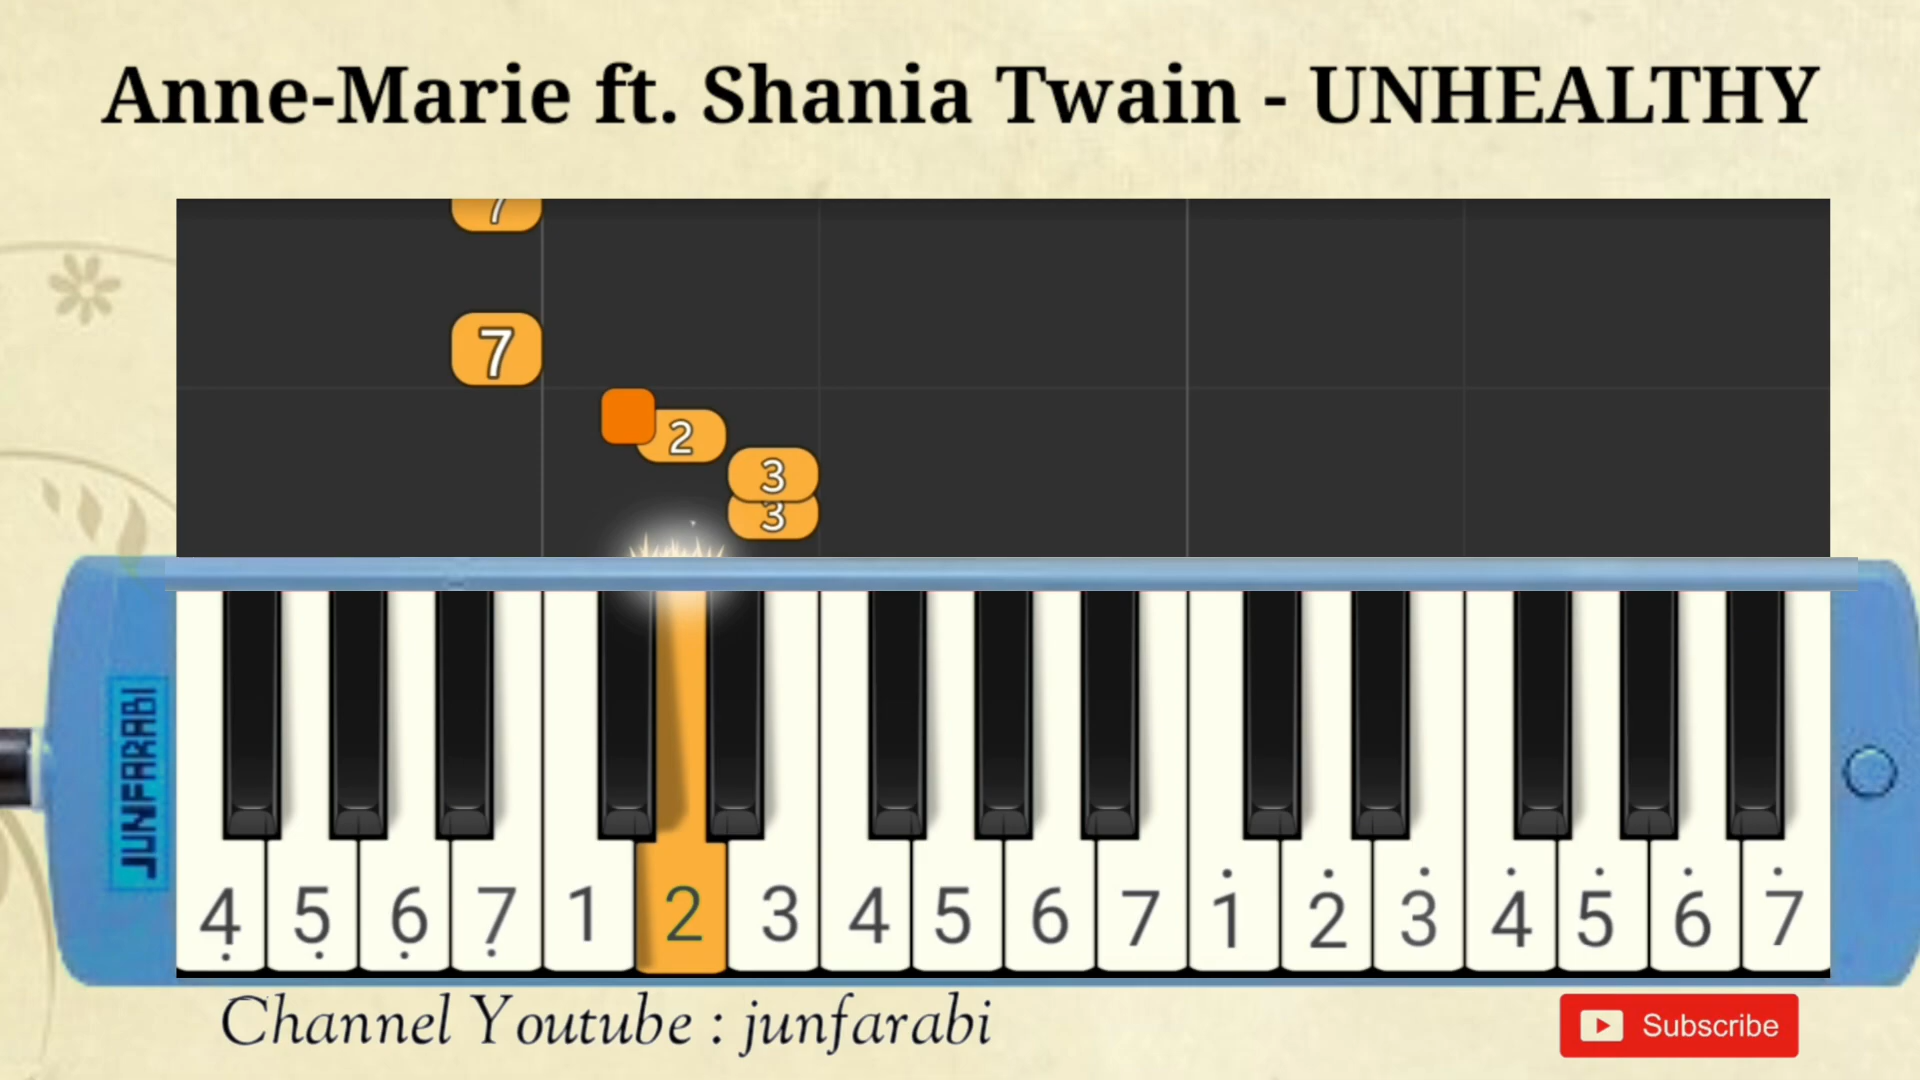 Anne-Marie ft. Shania Twain - UNHEALTHY
7
7
2
3
3
JUNFARABI
4 5 6 7 1 2 3 4 5 6 7 1 2 3 4 5 6 7
Channel Youtube : junfarabi
Subscribe